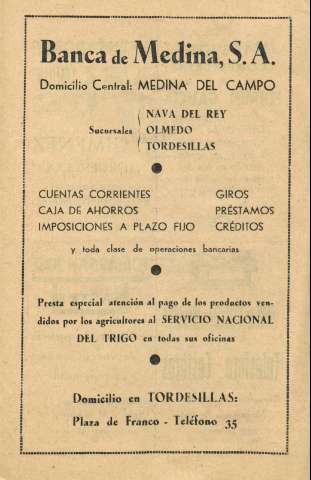 Banca de Medina, S. A.
Domicilio Central: MEDINA DEL CAMPO
Sucursales
NAVA DEL REY
OLMEDO
TORDESILLAS
CUENTAS CORRIENTES GIROS
CAJA DE AHORROS PRÉSTAMOS
IMPOSICIONES A PLAZO FIJO CRÉDITOS
y toda clase de operaciones bancarias
Presta especial atención al pago de los productos ven-
didos por los agricultores al SERVICIO NACIONAL
DEL TRIGO en todas sus oficinas
Domicilio en TORDESILLAS:
Plaza de Franco - Teléfono 35